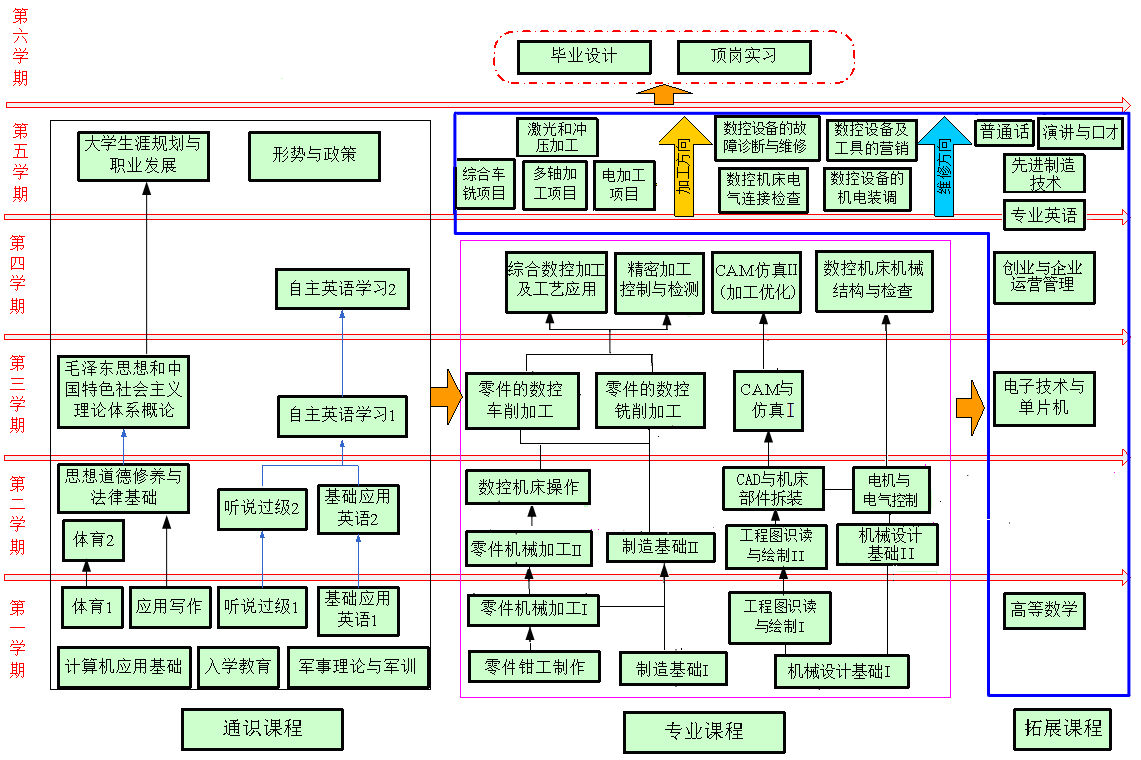 第六学期
毕业设计
顶岗实习
第五学期
大学生涯规划与
职业发展
形势与政策
激光和冲
压加工
综合车
铣项目
多轴加
工项目
电加工
项目
加工方向
数控设备的故
障诊断与维修
数控设备及
工具的营销
数控机床电
气连接检查
数控设备的
机电装调
维修方向
普通话
演讲与口才
先进制造
技术
专业英语
第四学期
自主英语学习2
综合数控加工
及工艺应用
精密加工
控制与检测
CAM仿真II
(加工优化)
数控机床机械
结构与检查
创业与企业
运营管理
第三学期
毛泽东思想和中
国特色社会主义
理论体系概论
自主英语学习1
零件的数控
车削加工
零件的数控
铣削加工
CAM与
仿真I
电子技术与
单片机
第二学期
思想道德修养与
法律基础
体育2
听说过级2
基础应用
英语2
数控机床操作
零件机械加工II
制造基础II
CAD与机床
部件拆装
电机与
电气控制
工程图识读
与绘制II
机械设计
基础II
第一学期
体育1
应用写作
听说过级1
基础应用
英语1
计算机应用基础
入学教育
军事理论与军训
零件机械加工I
零件钳工制作
制造基础I
工程图识读
与绘制I
机械设计基础I
高等数学
通识课程
专业课程
拓展课程